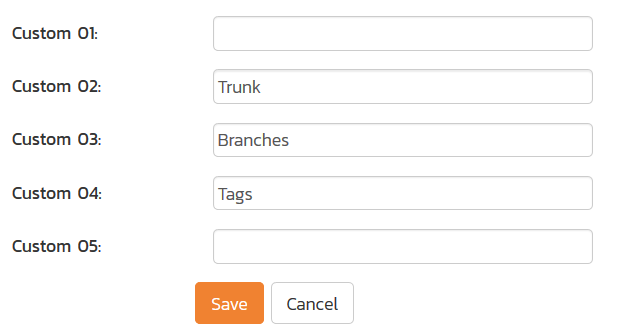 Custom 01:
Custom 02: Trunk
Custom 03: Branches
Custom 04: Tags
Custom 05:
Save Cancel